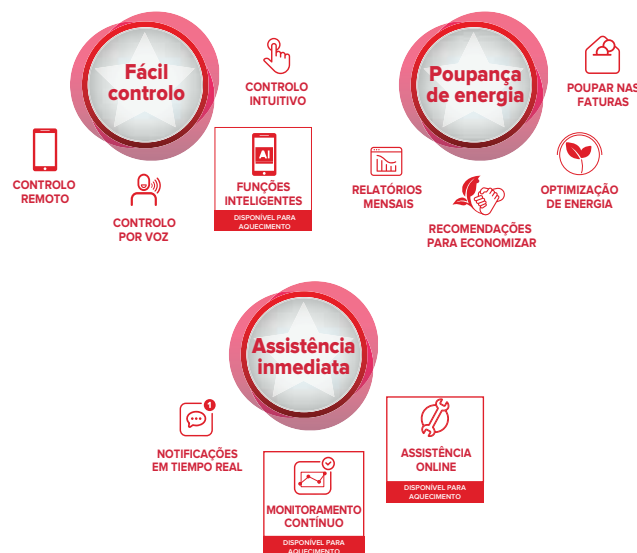 Fácil
controlo
CONTROLO
INTUITIVO
CONTROLO
REMOTO
CONTROLO
POR VOZ
AI
FUNÇÕES
INTELIGENTES
DISPONÍVEL PARA
AQUECIMENTO
Poupança
de energia
POUPAR NAS
FATURAS
RELATÓRIOS
MENSAIS
RECOMENDAÇÕES
PARA ECONOMIZAR
OPTIMIZAÇÃO
DE ENERGIA
Assistência
inmediata
1
NOTIFICAÇÕES
EM TIEMPO REAL
MONITORAMENTO
CONTÍNUO
DISPONÍVEL PARA
AQUECIMENTO
ASSISTÊNCIA
ONLINE
DISPONÍVEL PARA
AQUECIMENTO